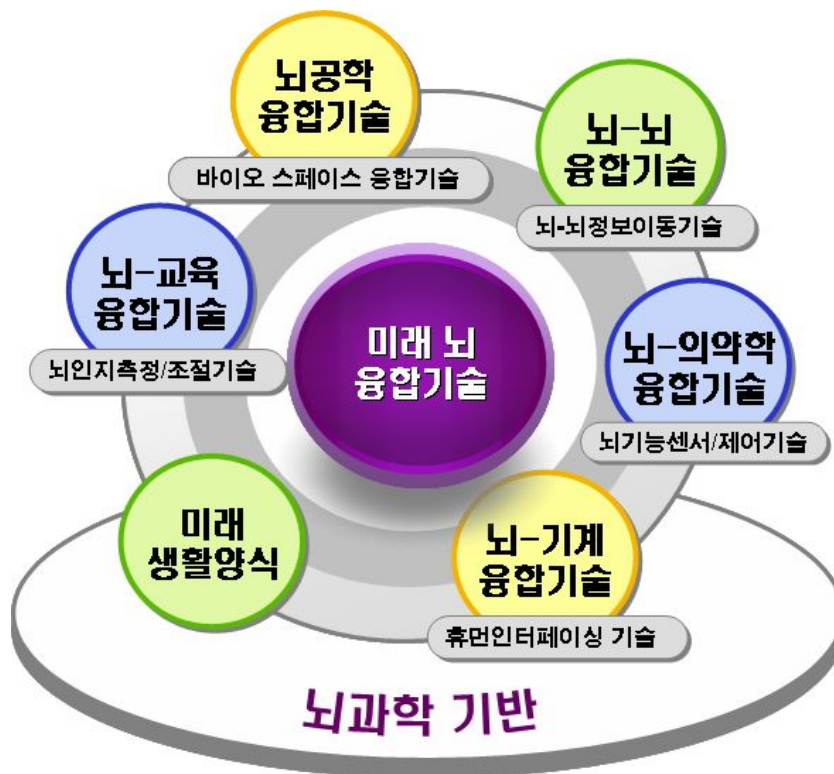 뇌공학
융합기술
바이오 스페이스 융합기술
뇌-뇌
융합기술
뇌-뇌정보이동기술
뇌-교육
융합기술
뇌인지측정/조절기술
미래 뇌
융합기술
뇌-의약학
융합기술
뇌기능센서/제어기술
미래
생활양식
뇌-기계
융합기술
휴먼인터페이싱 기술
뇌과학 기반